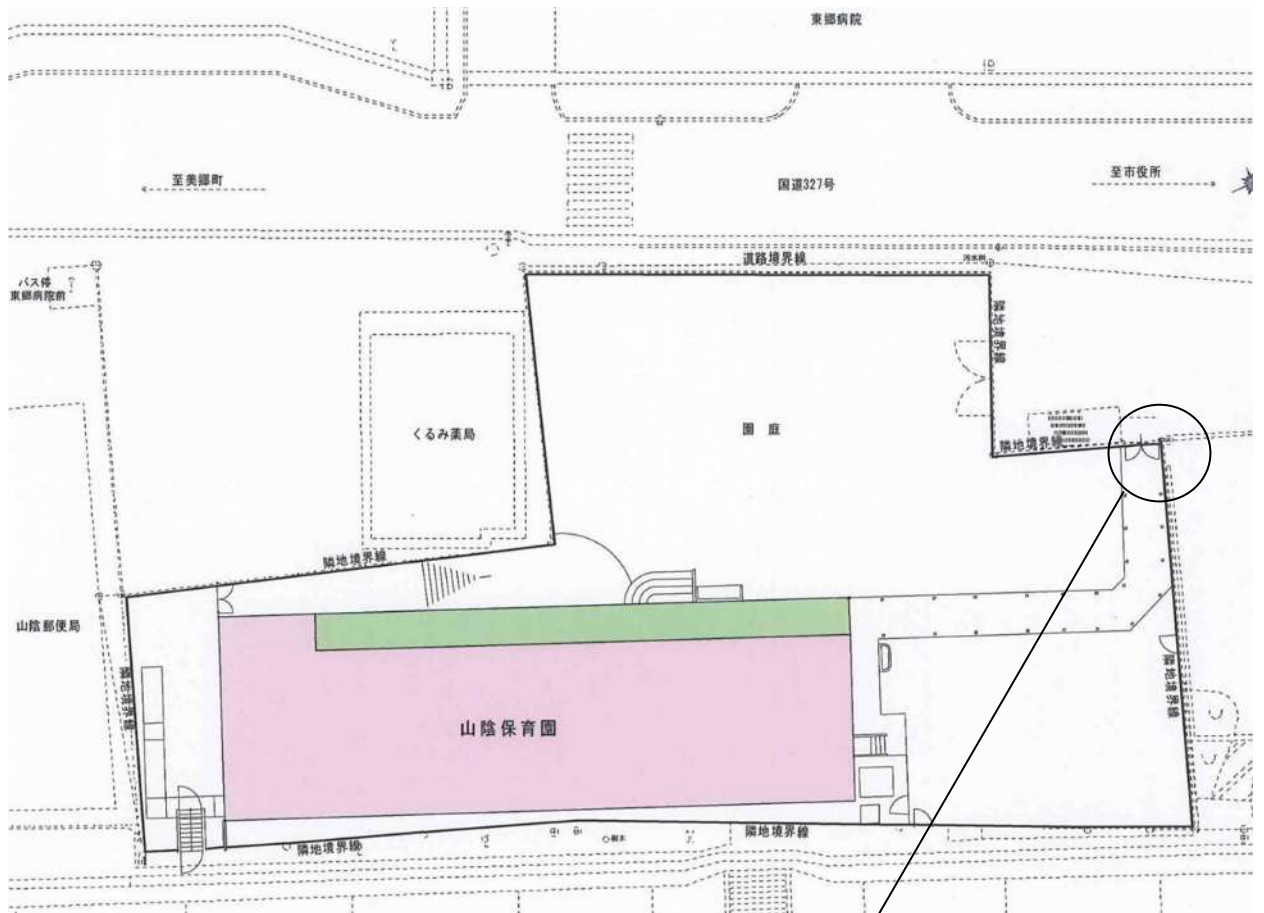 東郷病院
至美郷町
国道327号
至市役所
道路境界線
汚水桝
バス停
東郷病院前
隣地境界線
くるみ薬局
園庭
隣地境界線
隣地境界線
山陰郵便局
隣地境界線
隣地境界線
山陰保育園
樹木
隣地境界線
隣地境界線